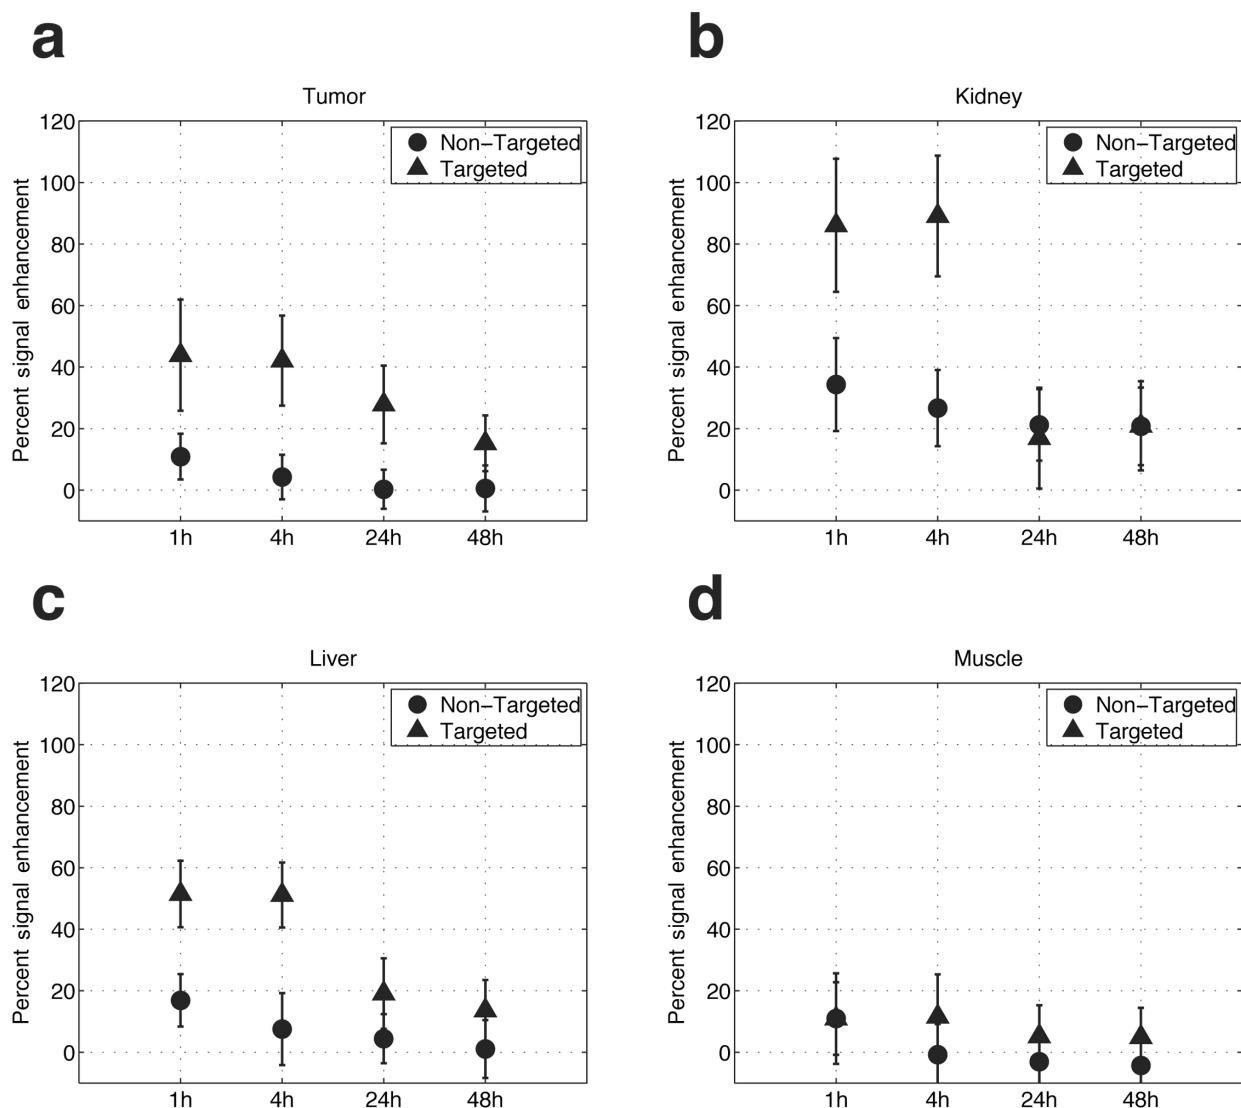 a
Tumor
Percent signal enhancement
120
100
80
60
40
20
0
Non-Targeted
Targeted
1h 4h 24h 48h
b
Kidney
Percent signal enhancement
120
100
80
60
40
20
0
Non-Targeted
Targeted
1h 4h 24h 48h
c
Liver
Percent signal enhancement
120
100
80
60
40
20
0
Non-Targeted
Targeted
1h 4h 24h 48h
d
Muscle
Percent signal enhancement
120
100
80
60
40
20
0
Non-Targeted
Targeted
1h 4h 24h 48h